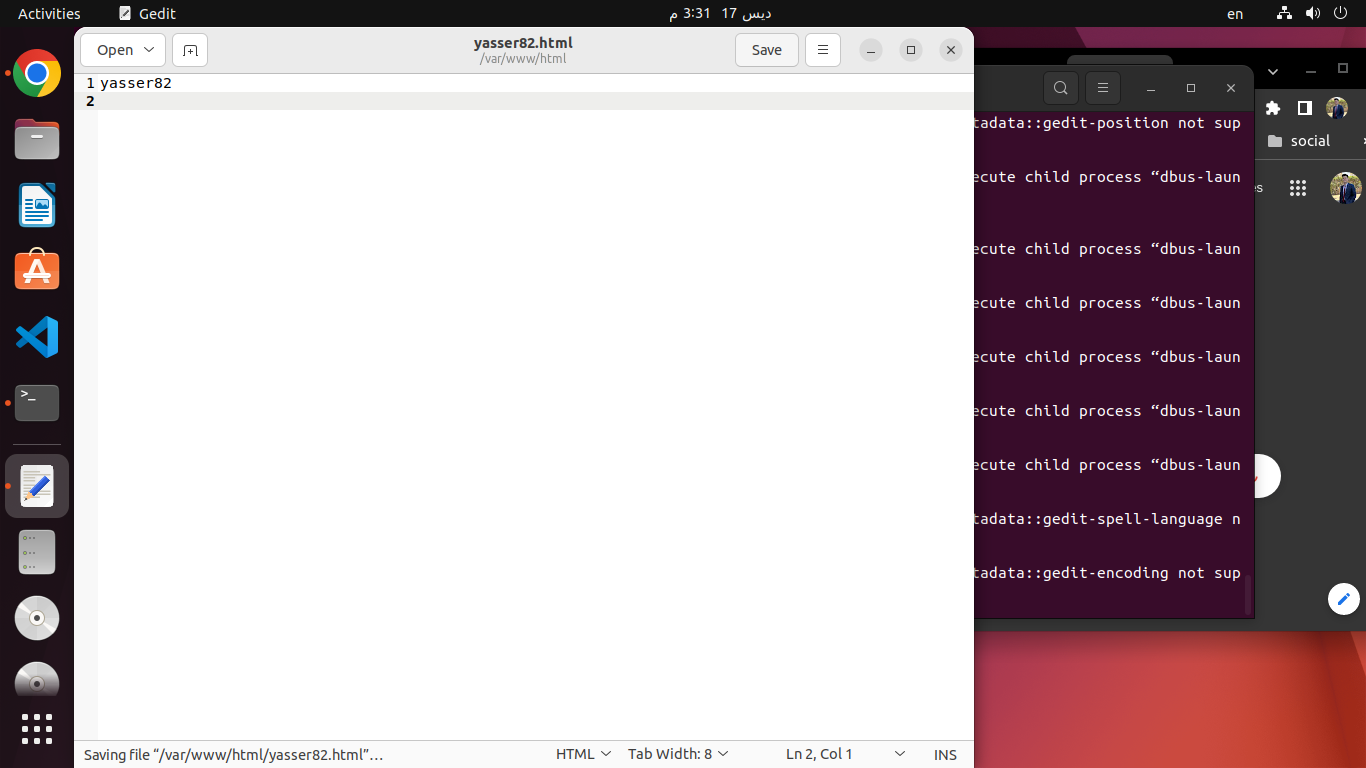 Activities
Gedit
ديس 17 3:31 م
en
Open
yasser82.html
/var/www/html
Save
1 yasser82
2
tadata::gedit-position not sup
ecute child process “dbus-laun
ecute child process “dbus-laun
ecute child process “dbus-laun
ecute child process “dbus-laun
ecute child process “dbus-laun
ecute child process “dbus-laun
tadata::gedit-spell-language n
tadata::gedit-encoding not sup
social
es
Saving file “/var/www/html/yasser82.html”…
HTML
Tab Width: 8
Ln 2, Col 1
INS